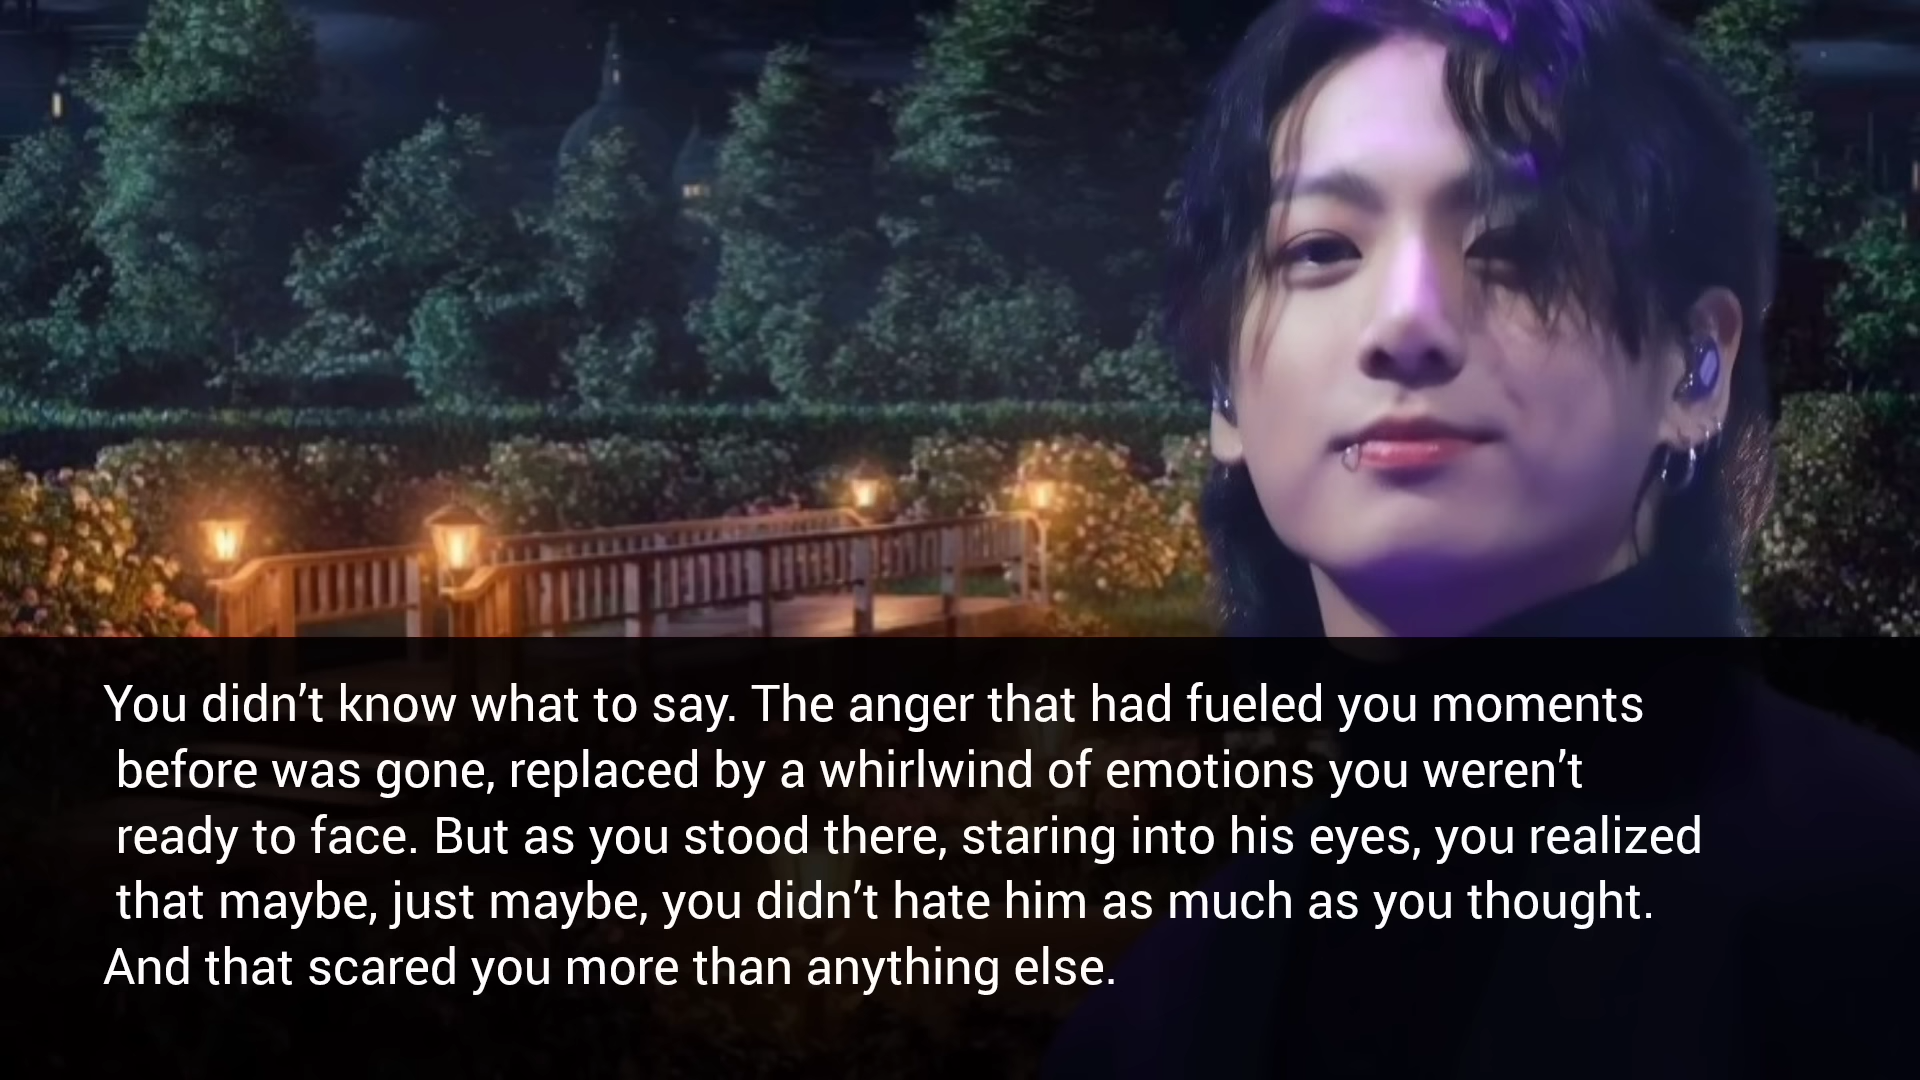 You didn’t know what to say. The anger that had fueled you moments
before was gone, replaced by a whirlwind of emotions you weren’t
ready to face. But as you stood there, staring into his eyes, you realized
that maybe, just maybe, you didn’t hate him as much as you thought.
And that scared you more than anything else.